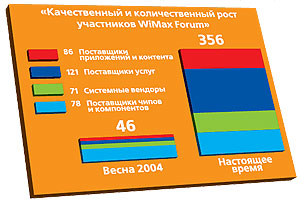 «Качественный и количественный рост
участников WiMax Forum»
356
86 Поставщики
приложений и контента
121 Поставщики услуг
71 Системные вендоры
78 Поставщики чипов
и компонентов
46
Весна 2004
Настоящее
время